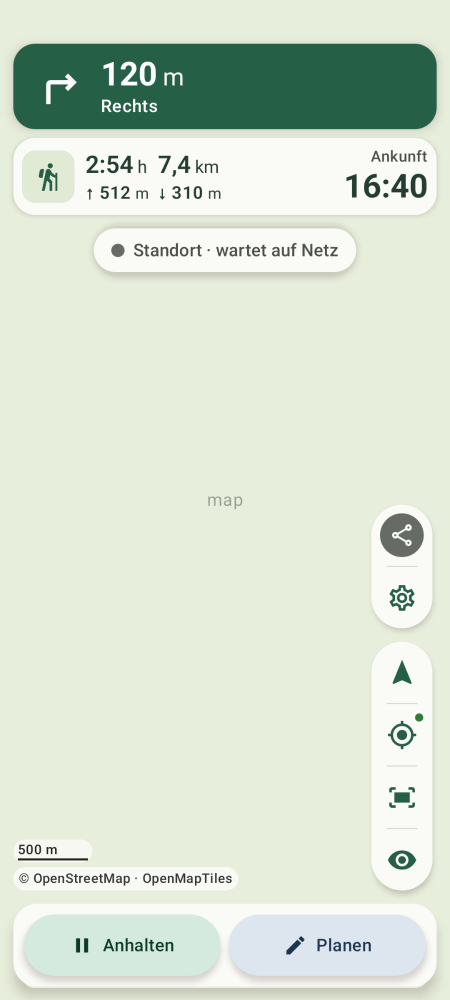 120 m
Rechts
Ankunft
2:54 h 7,4 km
16:40
↑ 512 m ↓ 310 m
Standort · wartet auf Netz
map
500 m
© OpenStreetMap · OpenMapTiles
Anhalten
Planen